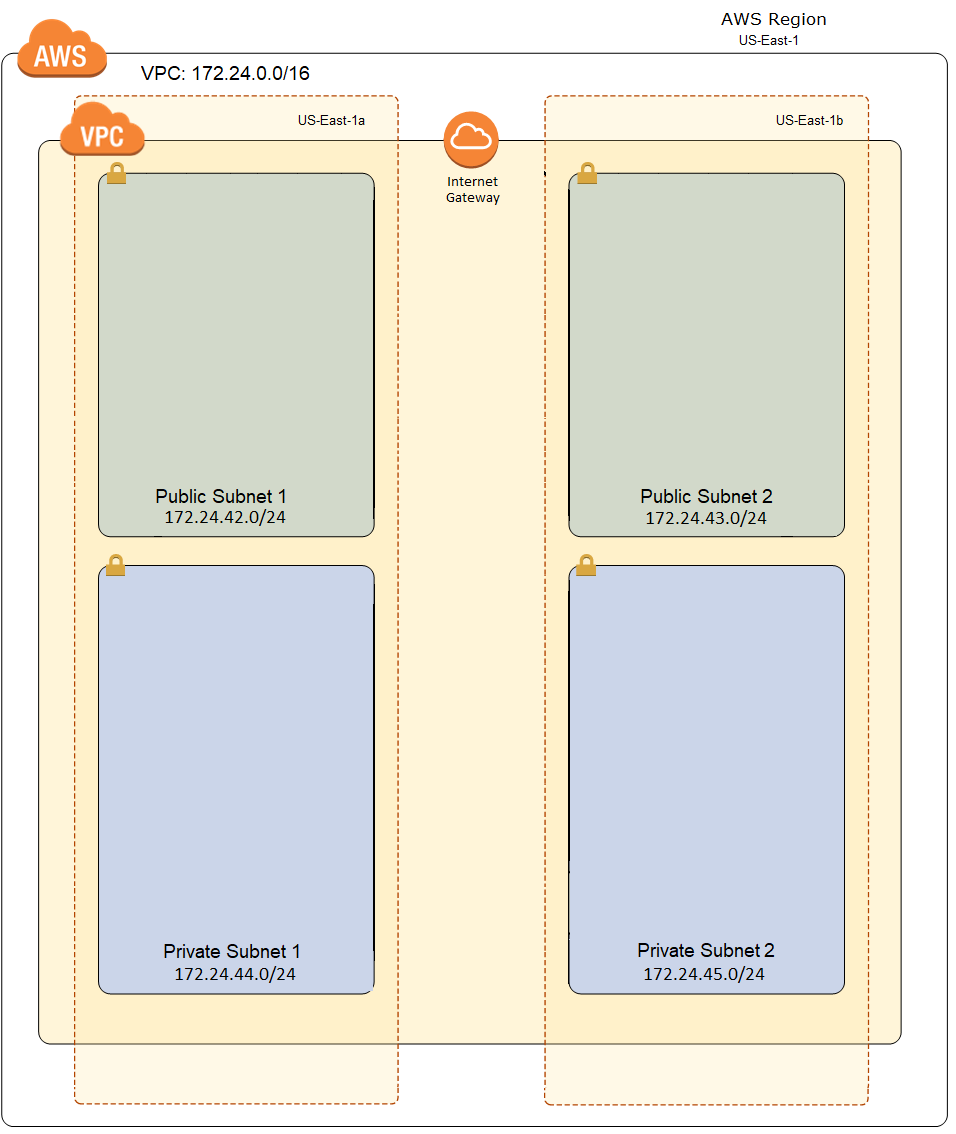 AWS Region
US-East-1
AWS
VPC: 172.24.0.0/16
US-East-1a
US-East-1b
VPC
Internet
Gateway
Public Subnet 1
172.24.42.0/24
Public Subnet 2
172.24.43.0/24
Private Subnet 1
172.24.44.0/24
Private Subnet 2
172.24.45.0/24